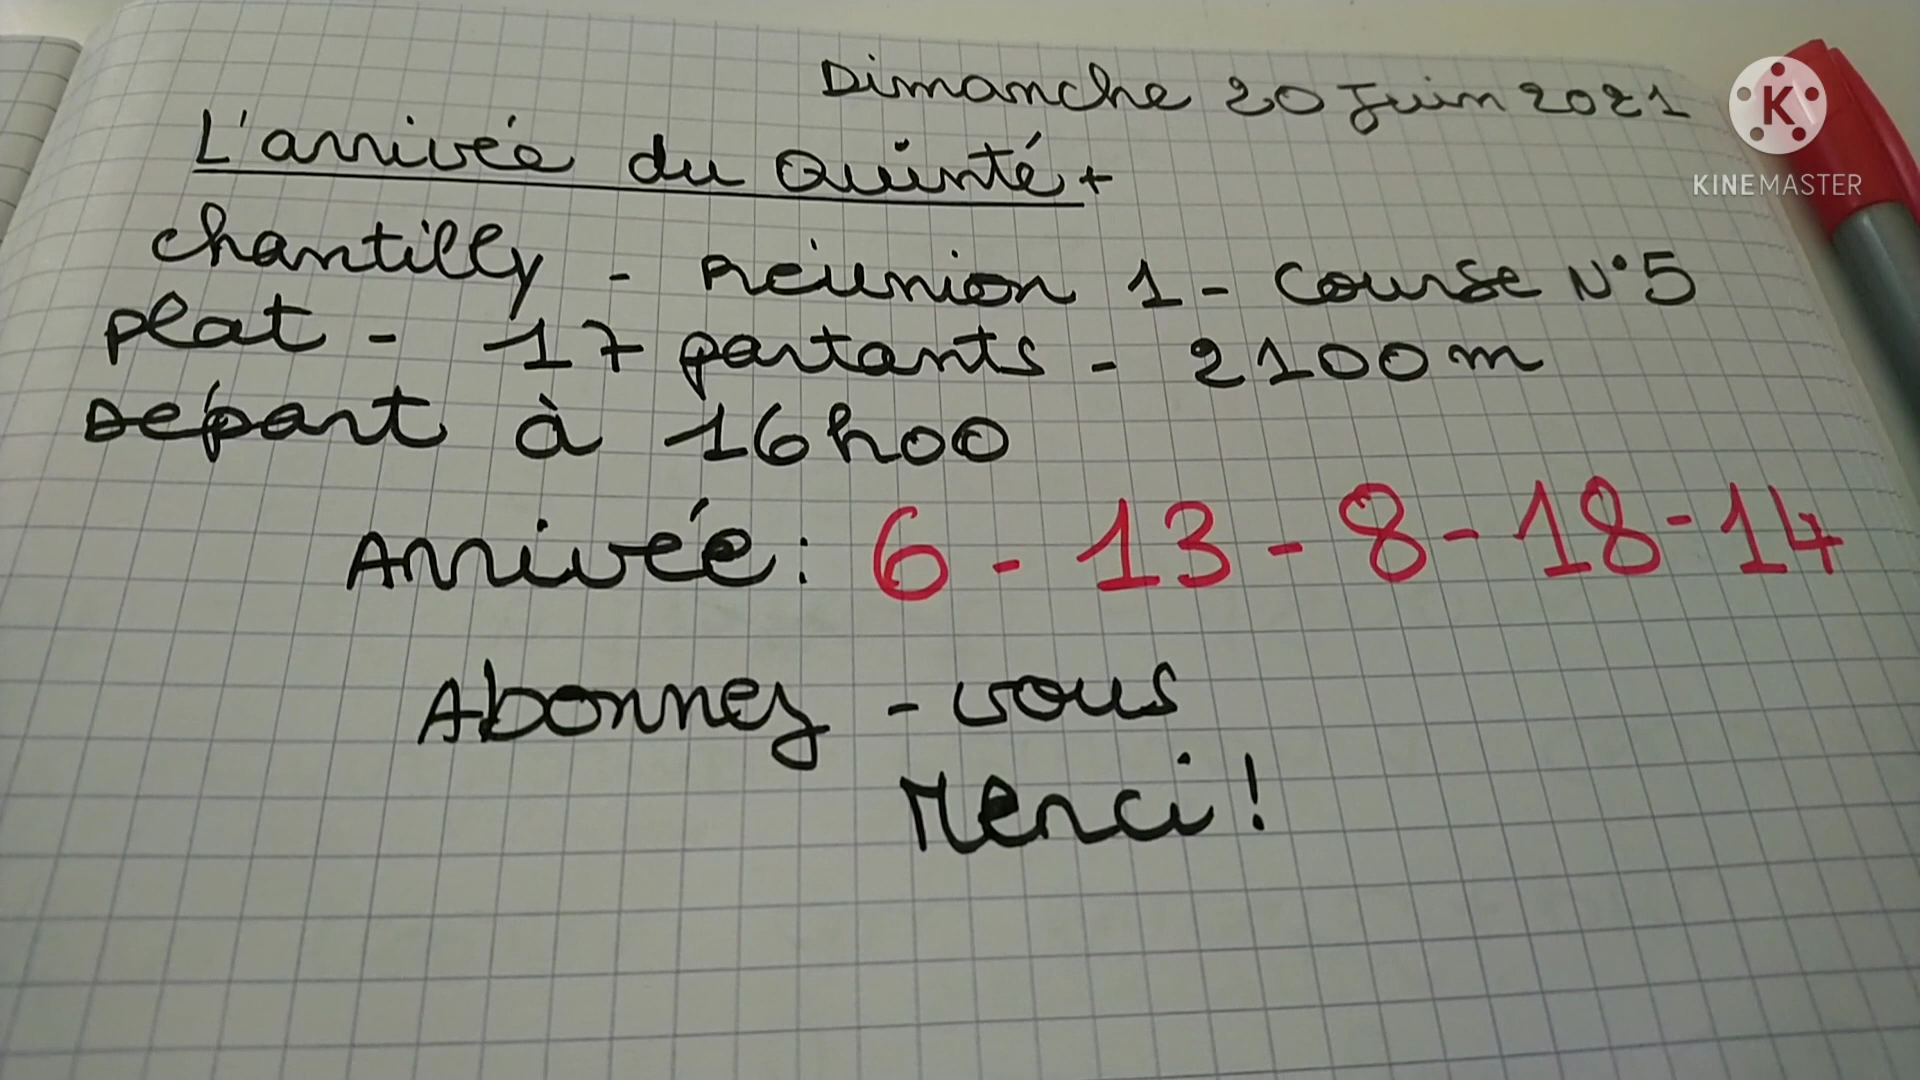 Dimanche 20 Juin 2021
L'arrivée du Quinté+
Chantilly - Réunion 1 - Course N°5
Plat - 17 partants - 2100m
Départ à 16h00
Arrivée: 6 - 13 - 8 - 18 - 14
Abonnez-vous
Merci!
KINEMASTER